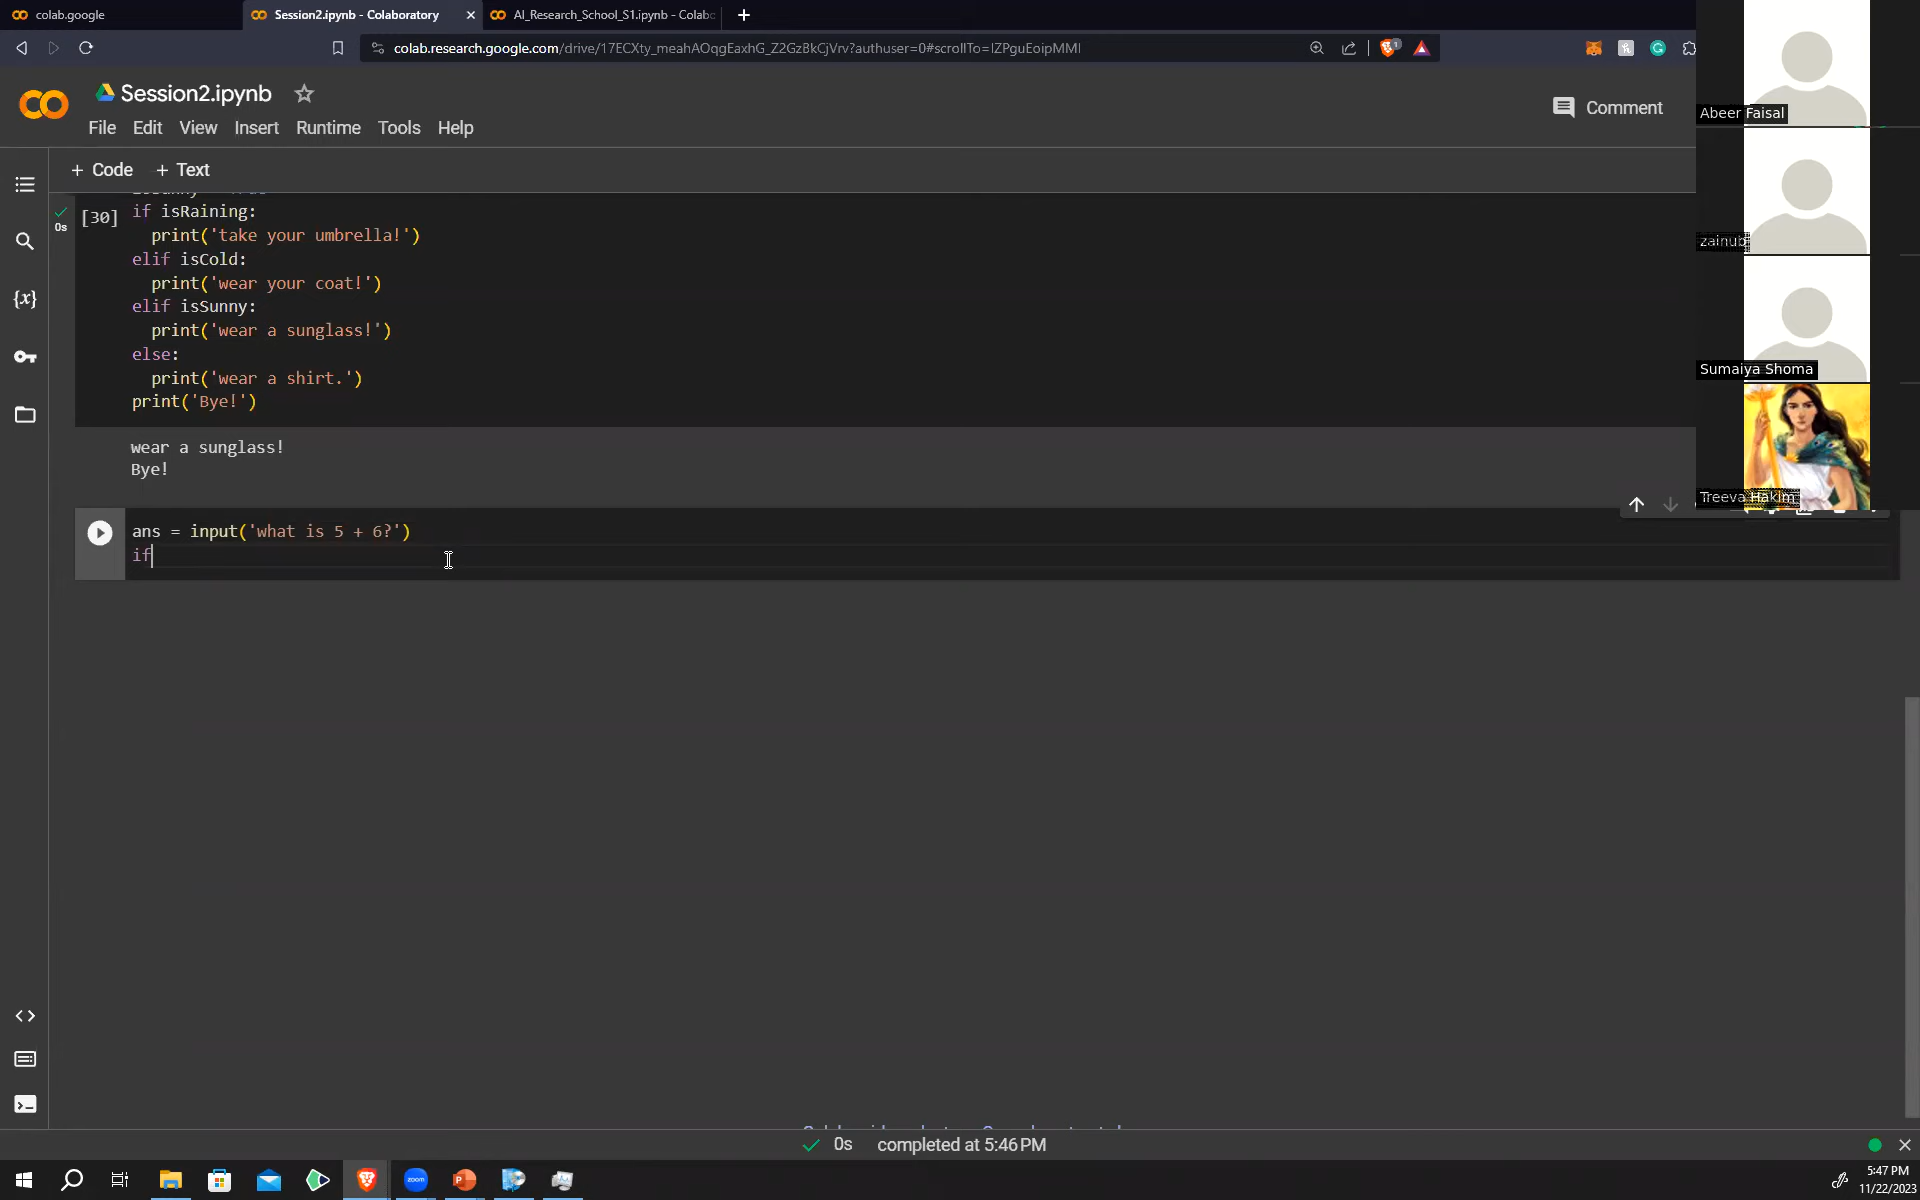 colab.google
Session2.ipynb - Colaboratory
AI_Research_School_S1.ipynb - Colabo
colab.research.google.com/drive/17ECXty_meahAOqgEaxhG_Z2GzBkCjVrv?authuser=0#scrollTo=lZPguEoipMMI
Session2.ipynb
File Edit View Insert Runtime Tools Help
Comment
+ Code + Text
[30]
0s
if isRaining:
print('take your umbrella!')
elif isCold:
print('wear your coat!')
elif isSunny:
print('wear a sunglass!')
else:
print('wear a shirt.')
print('Bye!')
wear a sunglass!
Bye!
ans = input('what is 5 + 6?')
if
Abeer Faisal
zainub
Sumaiya Shoma
Treeva Hakim
0s completed at 5:46 PM
zoom
5:47 PM
11/22/2023